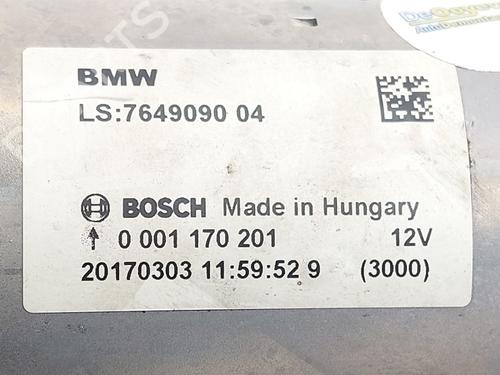 BMW
LS:7649090 04
BOSCH Made in Hungary
0 001 170 201 12V
20170303 11:59:52 9 (3000)